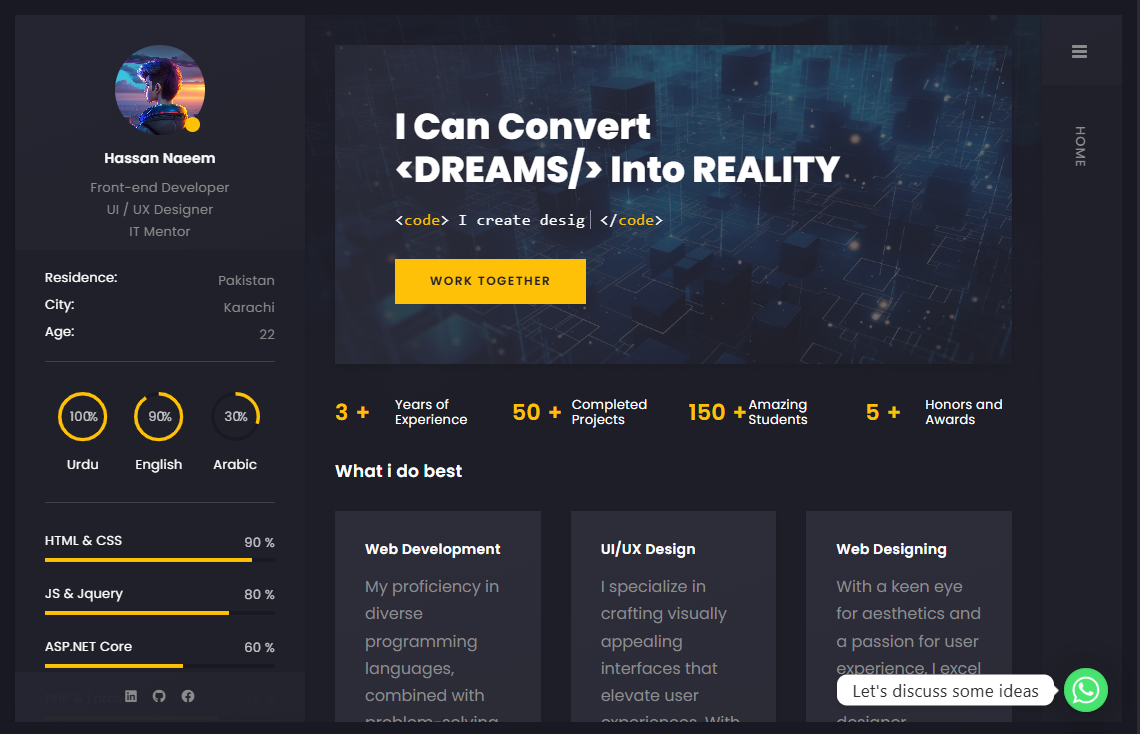 Hassan Naeem
Front-end Developer
UI / UX Designer
IT Mentor
Residence: Pakistan
City: Karachi
Age: 22
100% 90% 30%
Urdu English Arabic
HTML & CSS 90 %
JS & Jquery 80 %
ASP.NET Core 60 %
I Can Convert
<DREAMS/> Into REALITY
<code> I create desig </code>
WORK TOGETHER
3 + Years of
Experience
50 + Completed
Projects
150 + Amazing
Students
5 + Honors and
Awards
What i do best
Web Development
My proficiency in
diverse
programming
languages,
combined with
problem-solving
UI/UX Design
I specialize in
crafting visually
appealing
interfaces that
elevate user
experiences. With
Web Designing
With a keen eye
for aesthetics and
a passion for user
experience, I excel
designer
HOME
Let's discuss some ideas